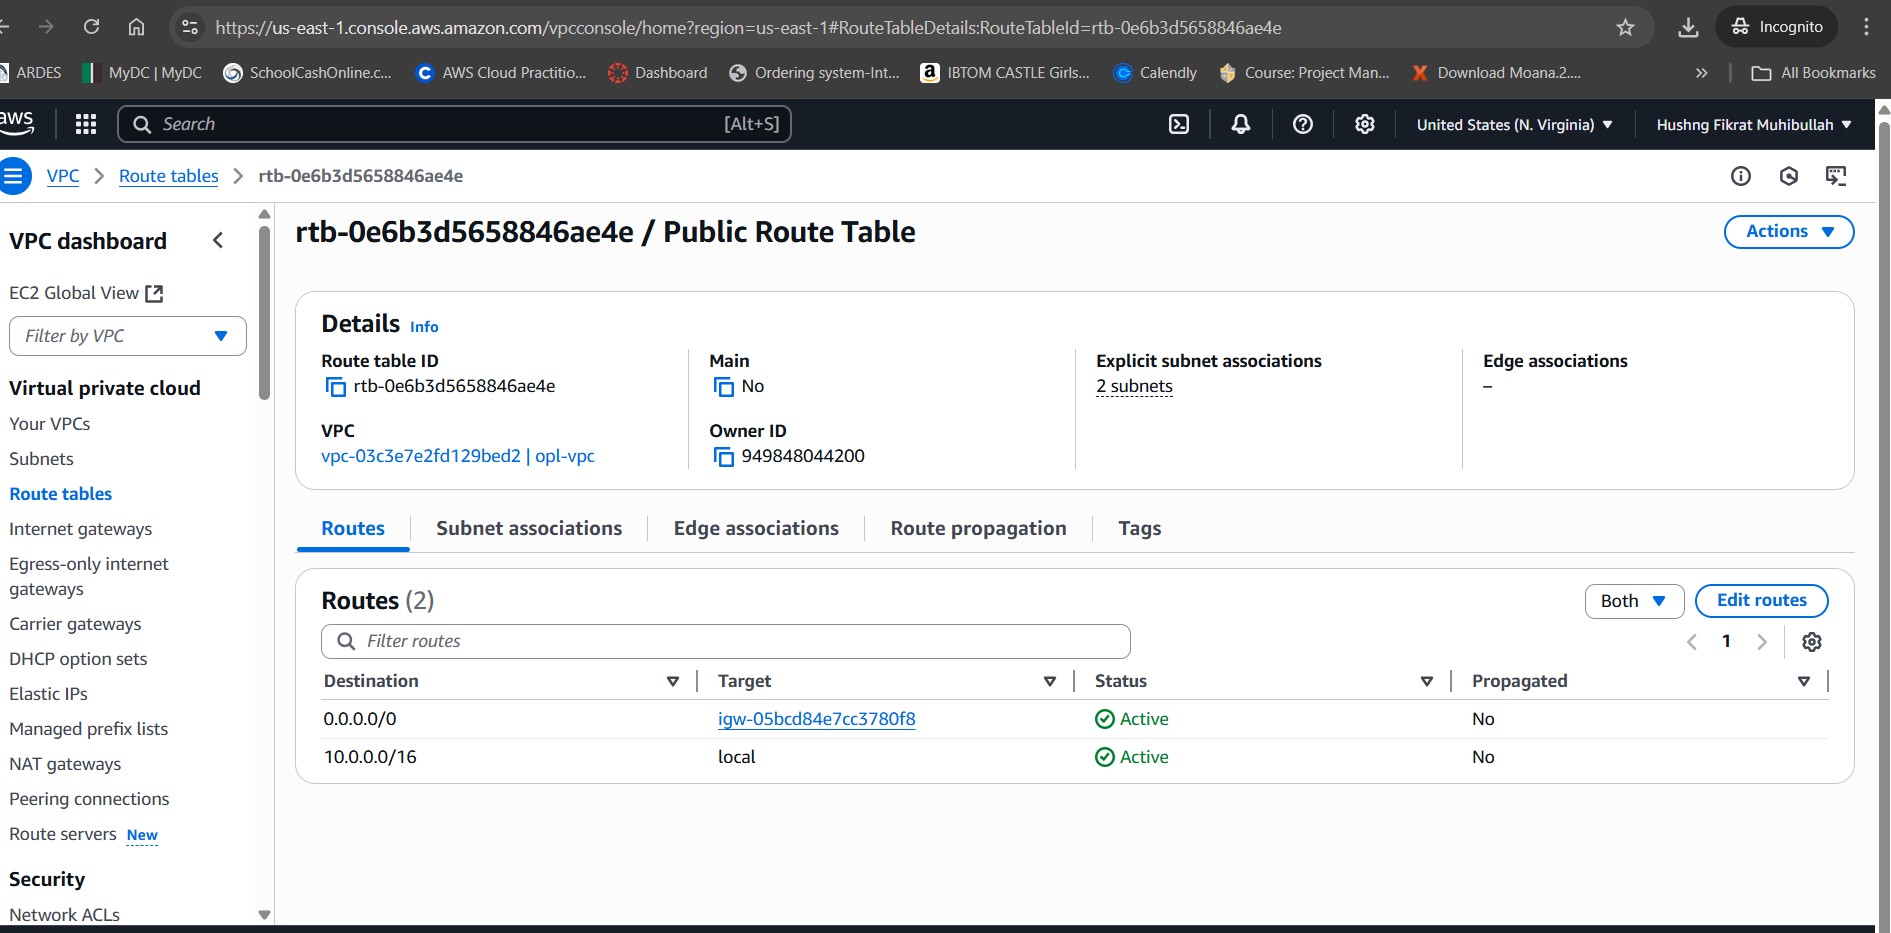 https://us-east-1.console.aws.amazon.com/vpcconsole/home?region=us-east-1#RouteTableDetails:RouteTableId=rtb-0e6b3d5658846ae4e
Incognito
ARDES
MyDC | MyDC
SchoolCashOnline.c...
AWS Cloud Practitio...
Dashboard
Ordering system-Int...
IBTOM CASTLE Girls...
Calendly
Course: Project Man...
Download Moana.2....
All Bookmarks
aws
Search
[Alt+S]
United States (N. Virginia)
Hushng Fikrat Muhibullah
VPC
Route tables
rtb-0e6b3d5658846ae4e
VPC dashboard
EC2 Global View
Filter by VPC
Virtual private cloud
Your VPCs
Subnets
Route tables
Internet gateways
Egress-only internet
gateways
Carrier gateways
DHCP option sets
Elastic IPs
Managed prefix lists
NAT gateways
Peering connections
Route servers New
Security
Network ACLs
rtb-0e6b3d5658846ae4e / Public Route Table
Actions
Details Info
Route table ID
rtb-0e6b3d5658846ae4e
Main
No
Explicit subnet associations
2 subnets
Edge associations
–
VPC
vpc-03c3e7e2fd129bed2 | opl-vpc
Owner ID
949848044200
Routes
Subnet associations
Edge associations
Route propagation
Tags
Routes (2)
Both
Edit routes
Filter routes
1
Destination Target Status Propagated
0.0.0.0/0 igw-05bcd84e7cc3780f8 Active No
10.0.0.0/16 local Active No